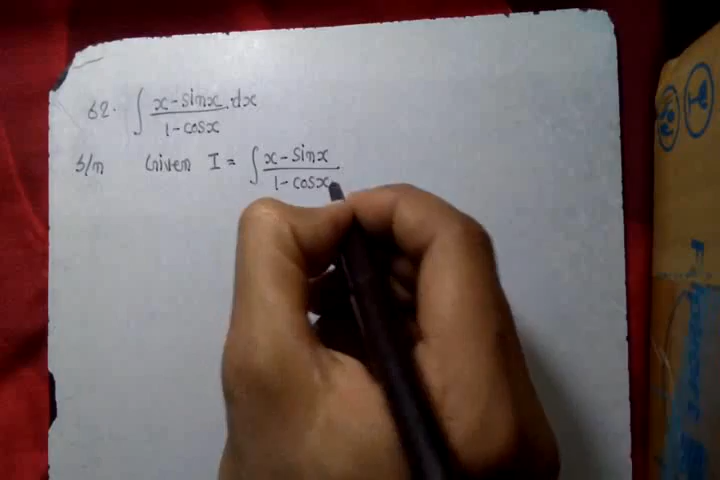 62. ∫ x-sinx/1-cosx .dx
S/n Given I = ∫ x-sinx/1-cosx